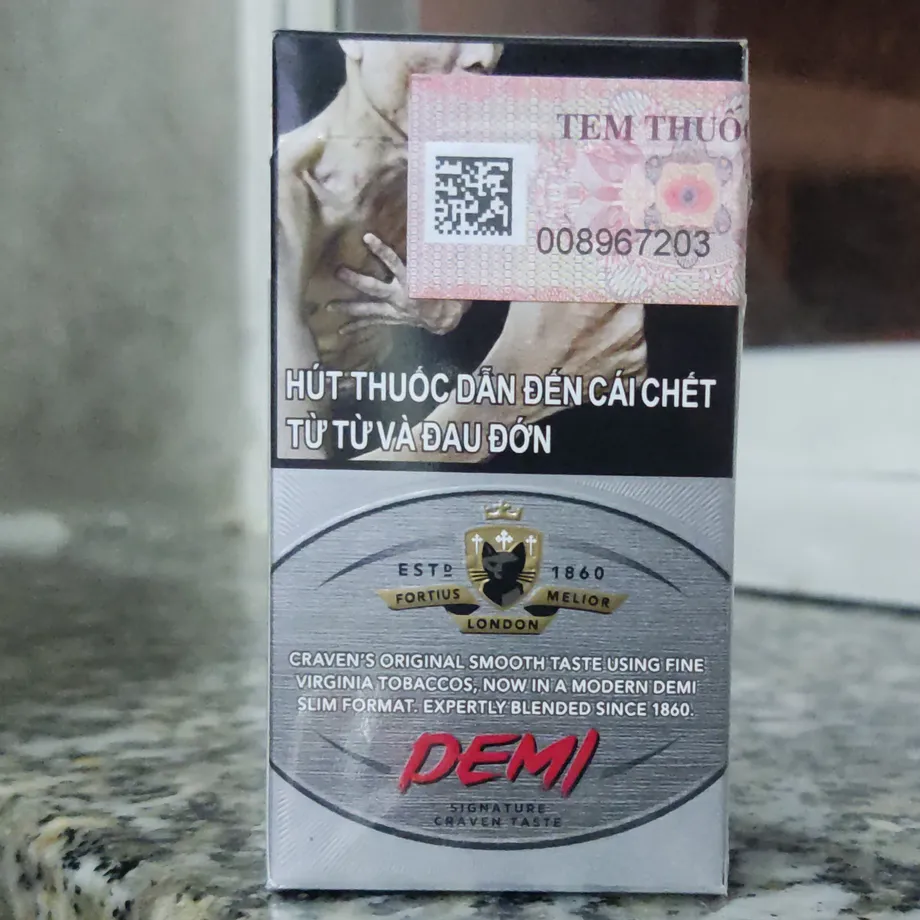 TEM THUỐ
008967203
HÚT THUỐC DẪN ĐẾN CÁI CHẾT
TỪ TỪ VÀ ĐAU ĐỚN
ESTD 1860
FORTIUS MELIOR
LONDON
CRAVEN'S ORIGINAL SMOOTH TASTE USING FINE
VIRGINIA TOBACCOS, NOW IN A MODERN DEMI
SLIM FORMAT. EXPERTLY BLENDED SINCE 1860.
DEMI
SIGNATURE
CRAVEN TASTE